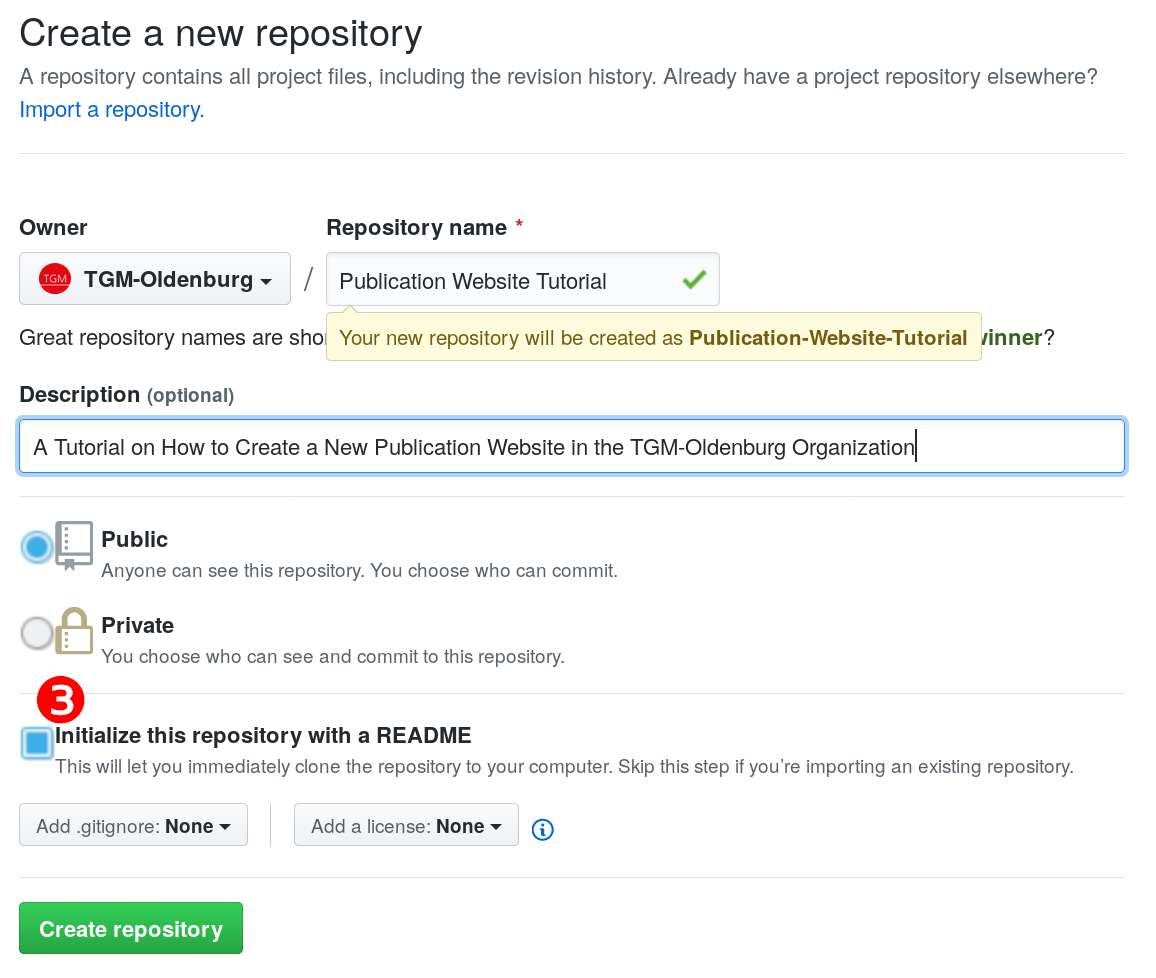 Create a new repository
A repository contains all project files, including the revision history. Already have a project repository elsewhere?
Import a repository.
Owner
Repository name *
TGM TGM-Oldenburg / Publication Website Tutorial
Great repository names are
Your new repository will be created as Publication-Website-Tutorial
?
Description (optional)
A Tutorial on How to Create a New Publication Website in the TGM-Oldenburg Organization
Public
Anyone can see this repository. You choose who can commit.
Private
You choose who can see and commit to this repository.
3
Initialize this repository with a README
This will let you immediately clone the repository to your computer. Skip this step if you’re importing an existing repository.
Add .gitignore: None Add a license: None
Create repository